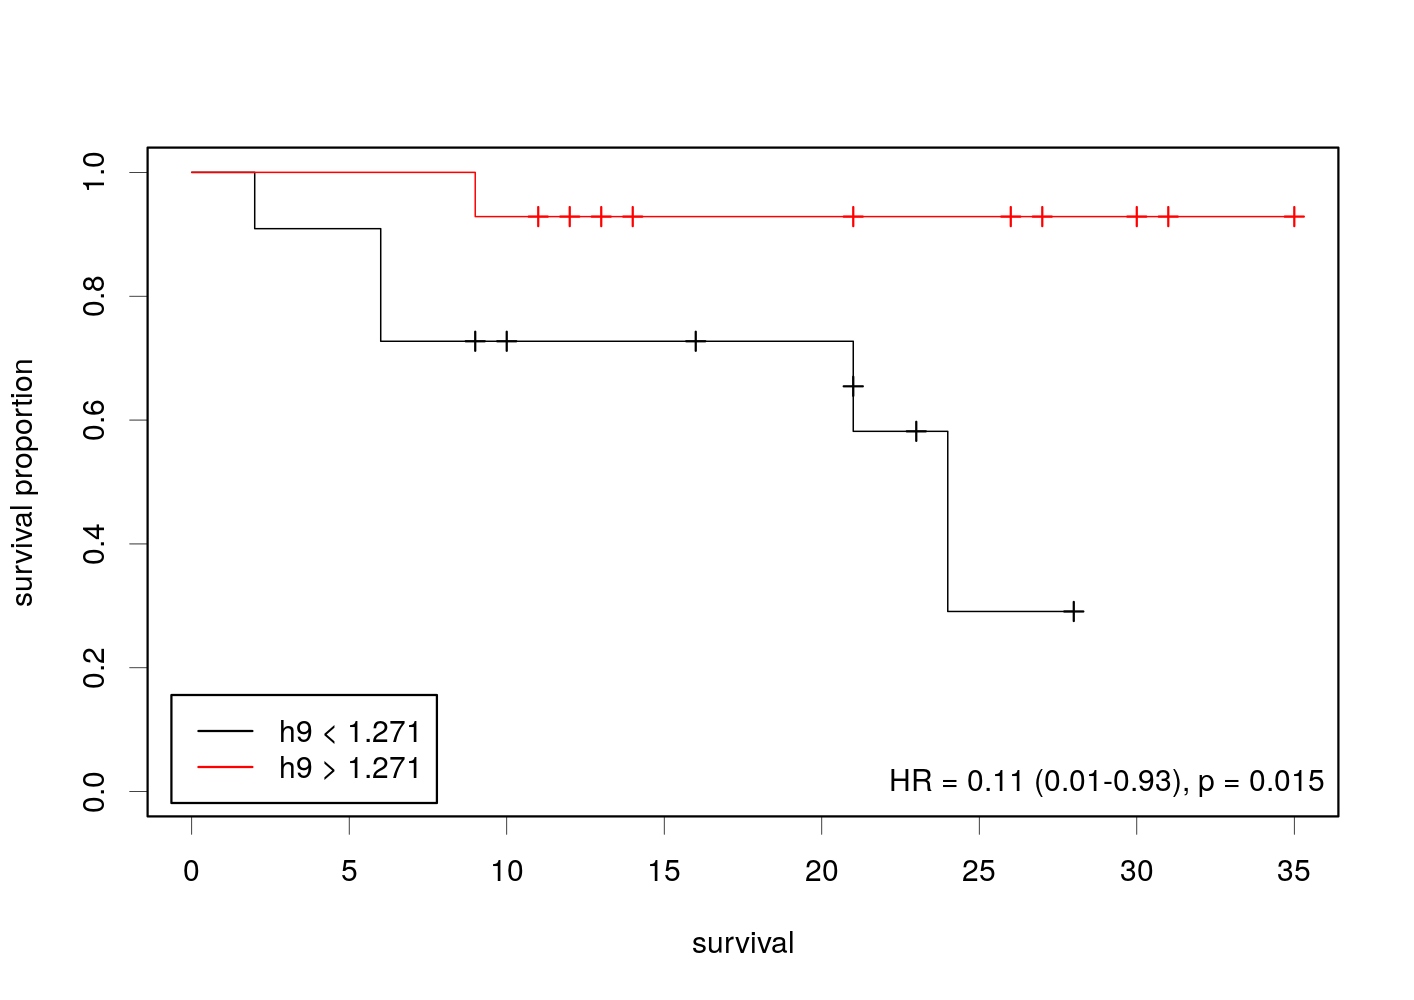 1.0
0.8
0.6
0.4
0.2
0.0
survival proportion
h9 < 1.271
h9 > 1.271
HR = 0.11 (0.01-0.93), p = 0.015
0 5 10 15 20 25 30 35
survival